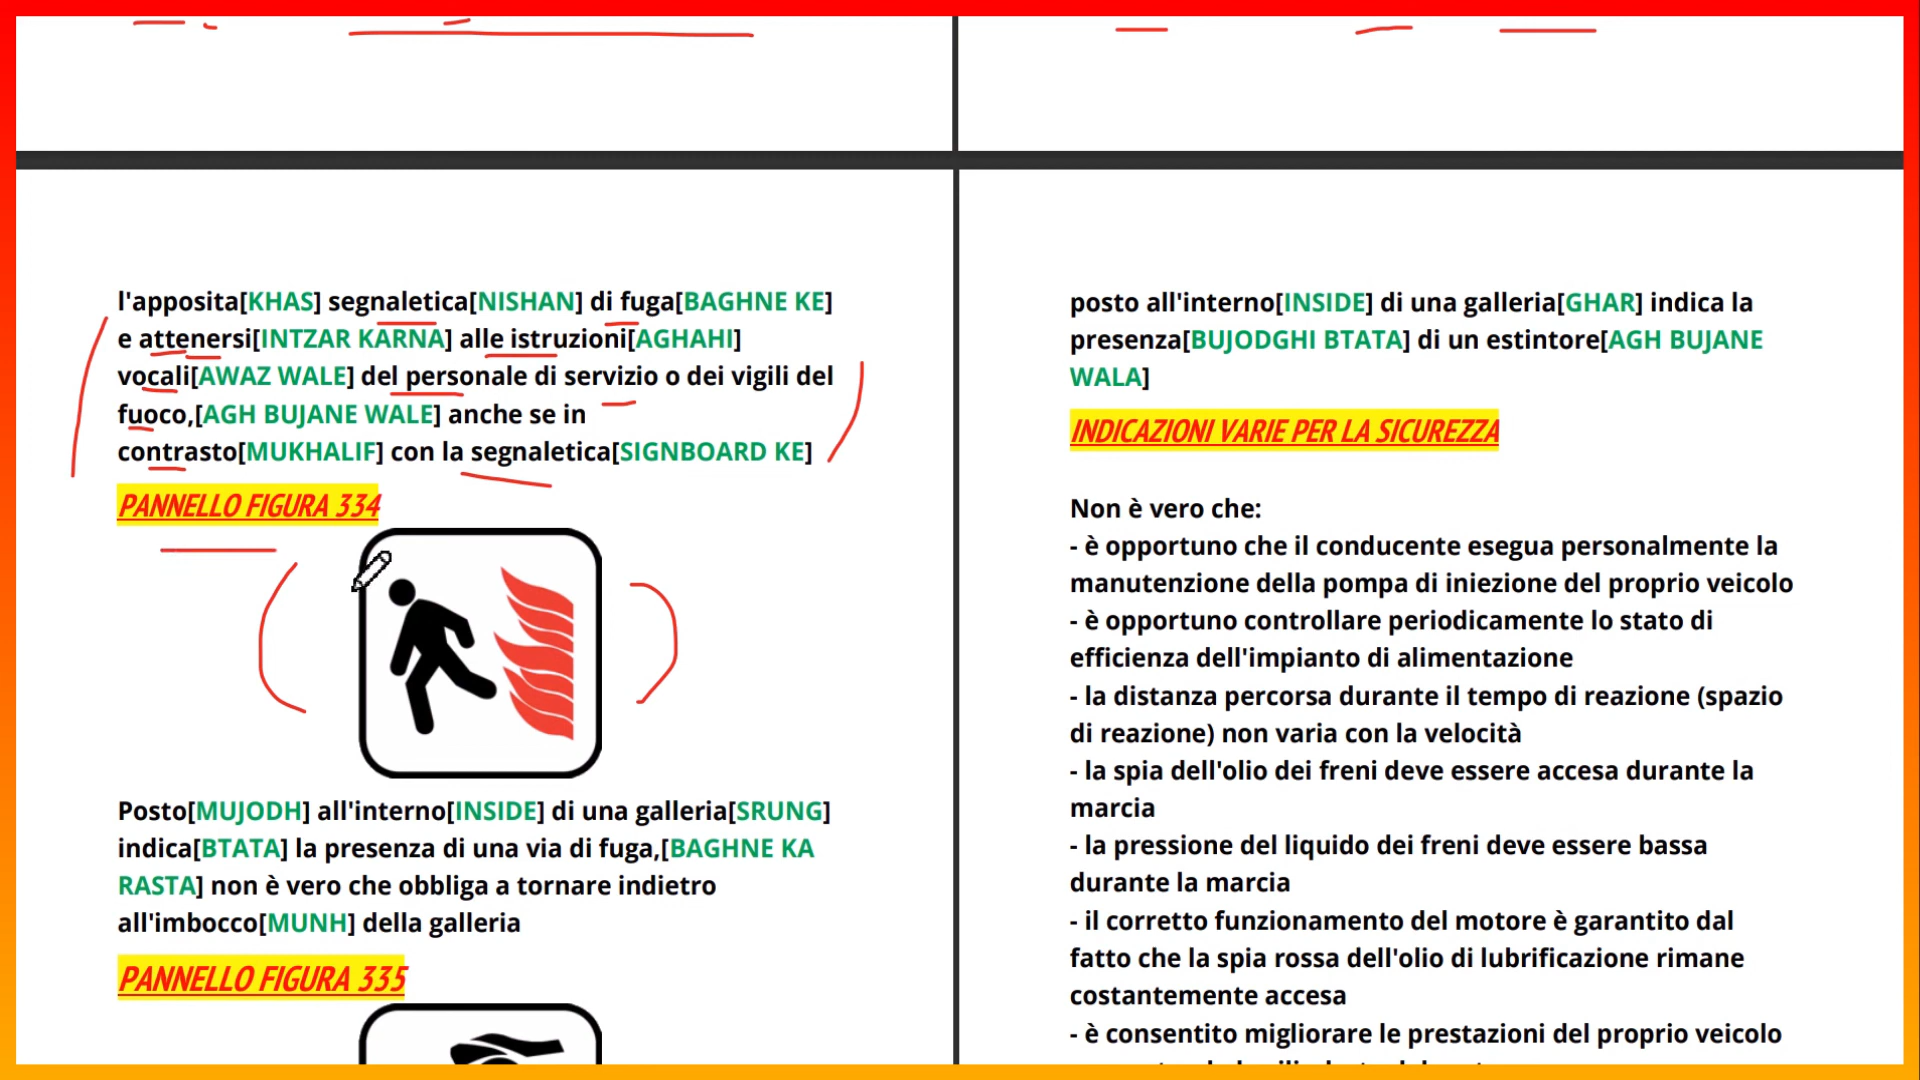 l'apposita[KHAS] segnaletica[NISHAN] di fuga[BAGHNE KE]
e attenersi[INTZAR KARNA] alle istruzioni[AGHAHI]
vocali[AWAZ WALE] del personale di servizio o dei vigili del
fuoco,[AGH BUJANE WALE] anche se in
contrasto[MUKHALIF] con la segnaletica[SIGNBOARD KE]
PANNELLO FIGURA 334
Posto[MUJODH] all'interno[INSIDE] di una galleria[SRUNG]
indica[BTATA] la presenza di una via di fuga,[BAGHNE KA
RASTA] non è vero che obbliga a tornare indietro
all'imbocco[MUNH] della galleria
PANNELLO FIGURA 335
posto all'interno[INSIDE] di una galleria[GHAR] indica la
presenza[BUJODGHI BTATA] di un estintore[AGH BUJANE
WALA]
INDICAZIONI VARIE PER LA SICUREZZA
Non è vero che:
- è opportuno che il conducente esegua personalmente la
manutenzione della pompa di iniezione del proprio veicolo
- è opportuno controllare periodicamente lo stato di
efficienza dell'impianto di alimentazione
- la distanza percorsa durante il tempo di reazione (spazio
di reazione) non varia con la velocità
- la spia dell'olio dei freni deve essere accesa durante la
marcia
- la pressione del liquido dei freni deve essere bassa
durante la marcia
- il corretto funzionamento del motore è garantito dal
fatto che la spia rossa dell'olio di lubrificazione rimane
costantemente accesa
- è consentito migliorare le prestazioni del proprio veicolo